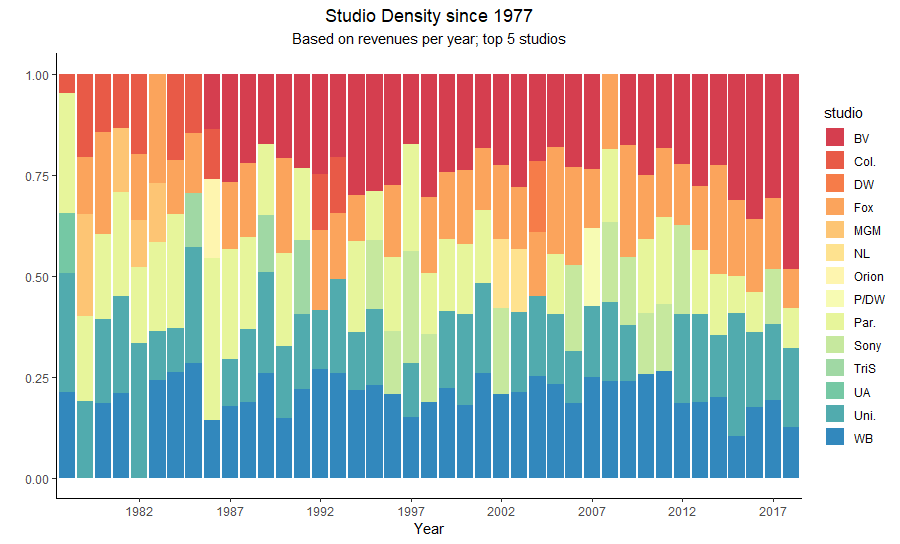 Studio Density since 1977
Based on revenues per year; top 5 studios
1.00
0.75
0.50
0.25
0.00
1982 1987 1992 1997 2002 2007 2012 2017
Year
studio
BV
Col.
DW
Fox
MGM
NL
Orion
P/DW
Par.
Sony
TriS
UA
Uni.
WB